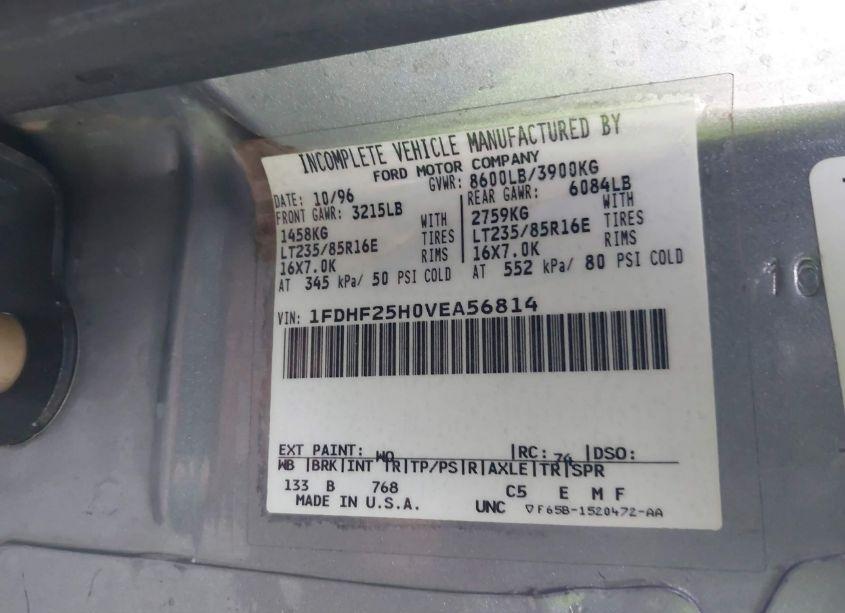 INCOMPLETE VEHICLE MANUFACTURED BY
FORD MOTOR COMPANY
DATE: 10/96 GVWR: 8600LB/3900KG
FRONT GAWR: 3215LB REAR GAWR: 6084LB
1458KG WITH 2759KG WITH
LT235/85R16E TIRES LT235/85R16E TIRES
16X7.0K RIMS 16X7.0K RIMS
AT 345 kPa/ 50 PSI COLD AT 552 kPa/ 80 PSI COLD
VIN: 1FDHF25H0VEA56814
EXT PAINT: WQ RC: 74 DSO:
WB |BRK|INT TR|TP/PS|R|AXLE|TR|SPR
133 B 768 C5 E M F
MADE IN U.S.A. UNC ▽F65B-1520472-AA
10